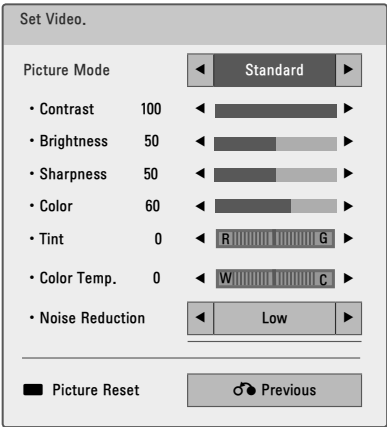 Set Video.
Picture Mode Standard
• Contrast 100
• Brightness 50
• Sharpness 50
• Color 60
• Tint 0 R G
• Color Temp. 0 W C
• Noise Reduction Low
Picture Reset Previous